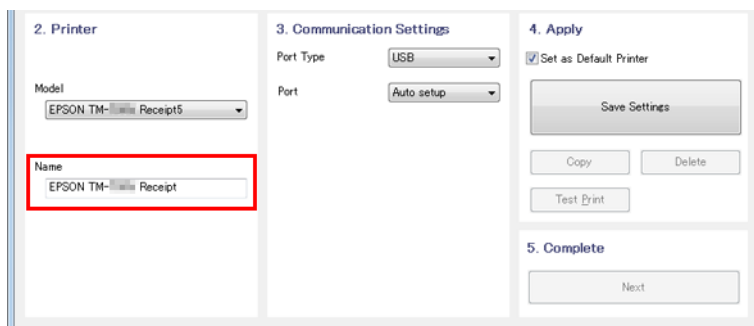 2. Printer
Model
EPSON TM- Receipt5
Name
EPSON TM- Receipt
3. Communication Settings
Port Type
USB
Port
Auto setup
4. Apply
Set as Default Printer
Save Settings
Copy
Delete
Test Print
5. Complete
Next